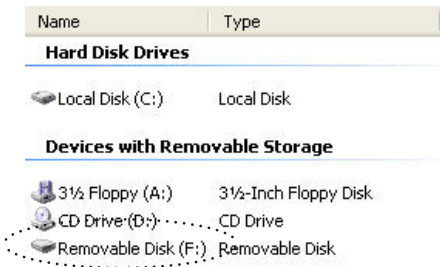 Name Type
Hard Disk Drives
Local Disk (C:) Local Disk
Devices with Removable Storage
3½ Floppy (A:) 3½-Inch Floppy Disk
CD Drive (D:) CD Drive
Removable Disk (F:) Removable Disk